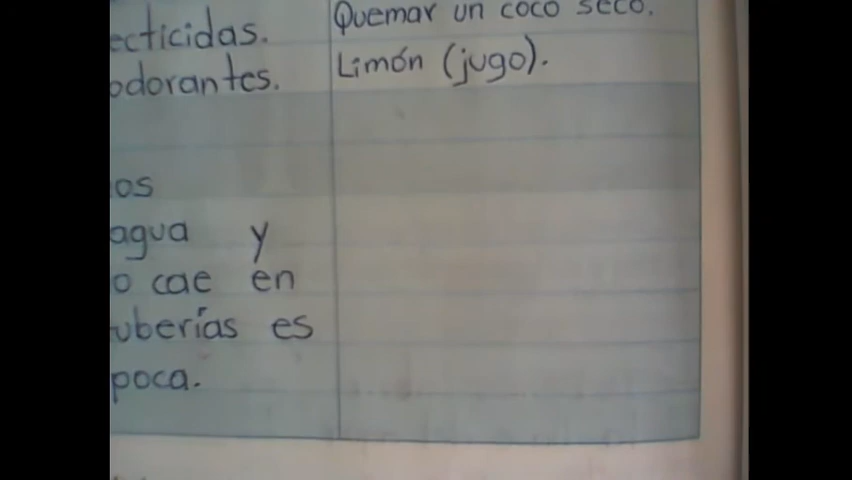 ecticidas.
odorantes.
os
agua y
o cae en
uberías es
poca.
Quemar un coco seco.
Limón (jugo).